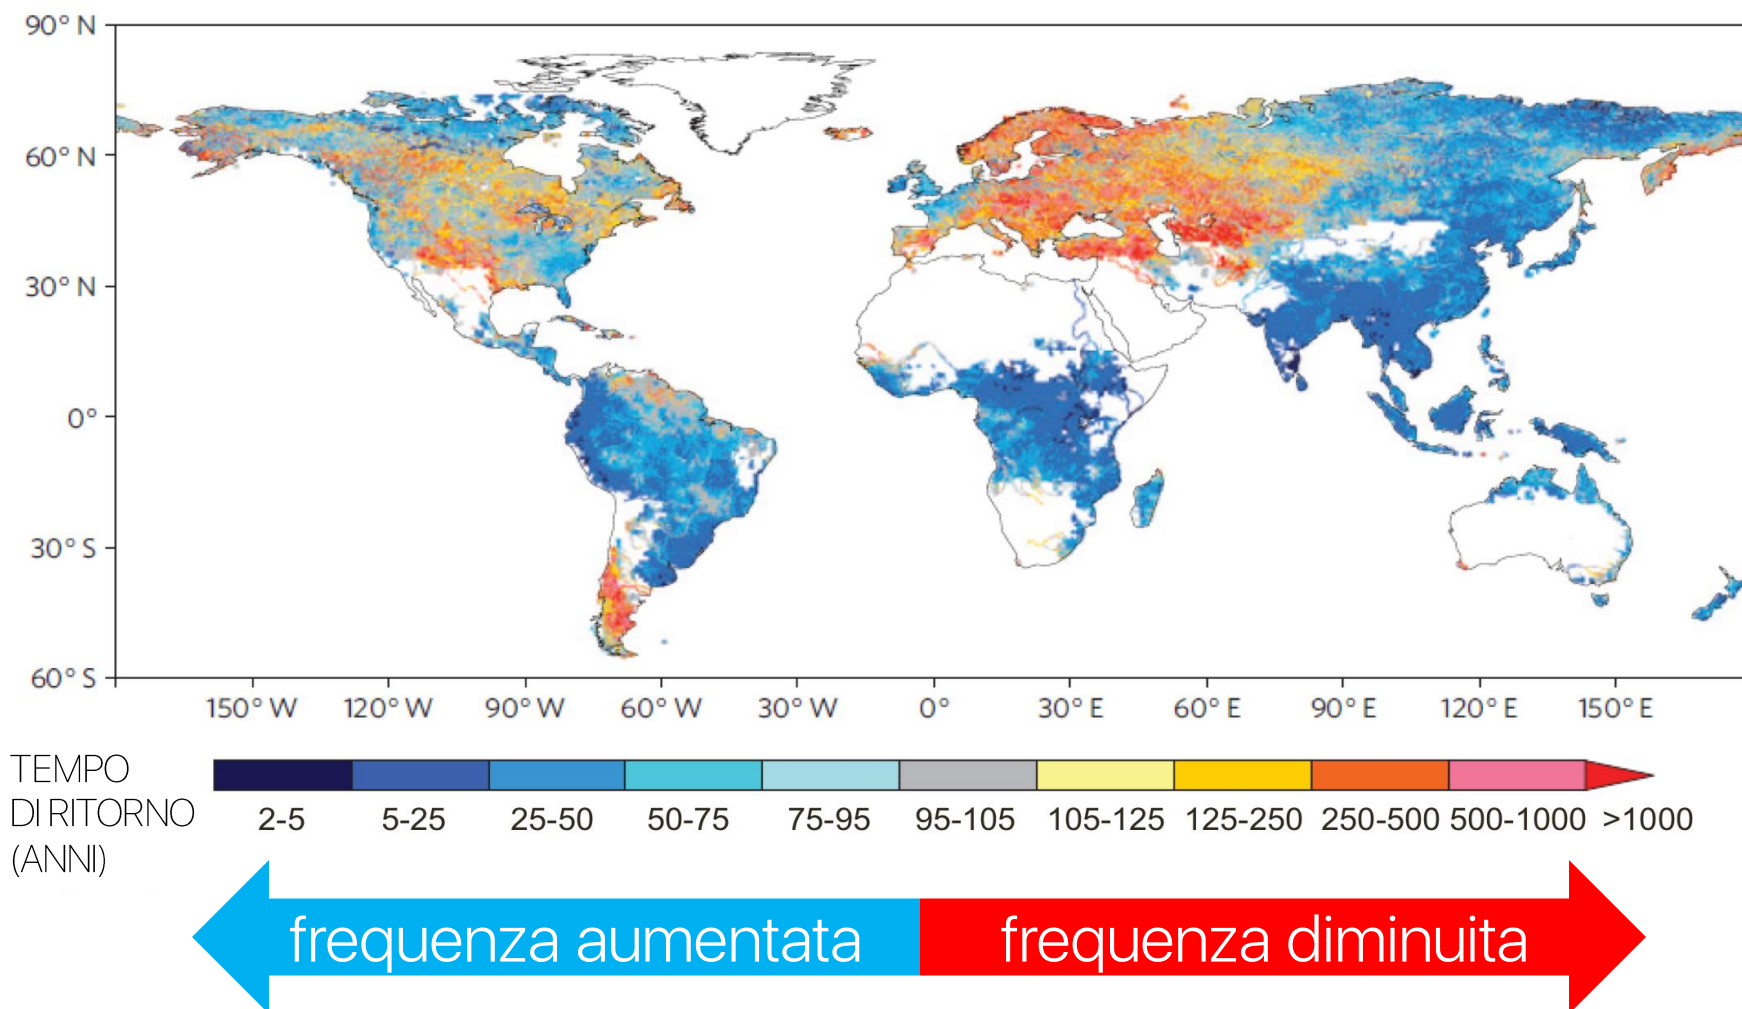 90° N
60° N
30° N
0°
30° S
60° S
150° W 120° W 90° W 60° W 30° W 0° 30° E 60° E 90° E 120° E 150° E
TEMPO
DI RITORNO
(ANNI)
2-5 5-25 25-50 50-75 75-95 95-105 105-125 125-250 250-500 500-1000 >1000
frequenza aumentata frequenza diminuita